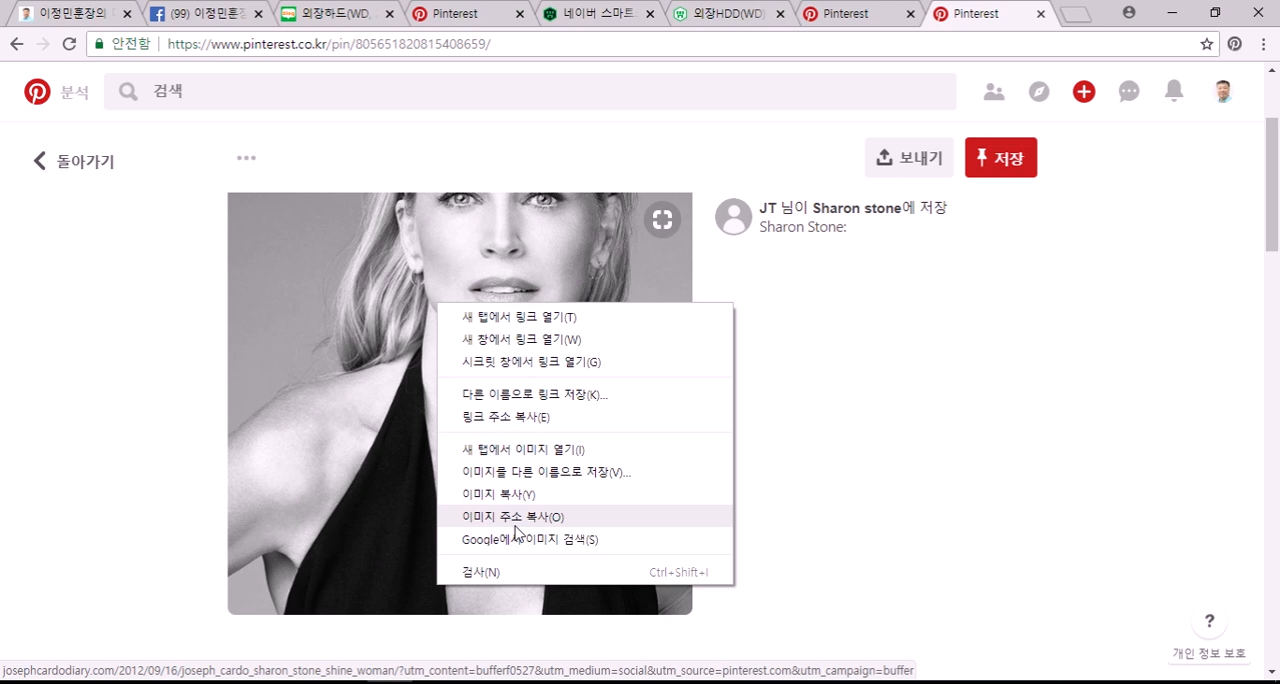 이정민훈장의
(99) 이정민훈장
외장하드(WD,
Pinterest
네이버 스마트
외장HDD(WD)
Pinterest
Pinterest
안전함 https://www.pinterest.co.kr/pin/805651820815408659/
분석
검색
돌아가기
보내기
저장
JT 님이 Sharon stone에 저장
Sharon Stone:
새 탭에서 링크 열기(T)
새 창에서 링크 열기(W)
시크릿 창에서 링크 열기(G)
다른 이름으로 링크 저장(K)...
링크 주소 복사(E)
새 탭에서 이미지 열기(I)
이미지를 다른 이름으로 저장(V)...
이미지 복사(Y)
이미지 주소 복사(O)
Google에서 이미지 검색(S)
검사(N) Ctrl+Shift+I
?
개인 정보 보호
josephcardodiary.com/2012/09/16/joseph_cardo_sharon_stone_shine_woman/?utm_content=bufferf0527&utm_medium=social&utm_source=pinterest.com&utm_campaign=buffer